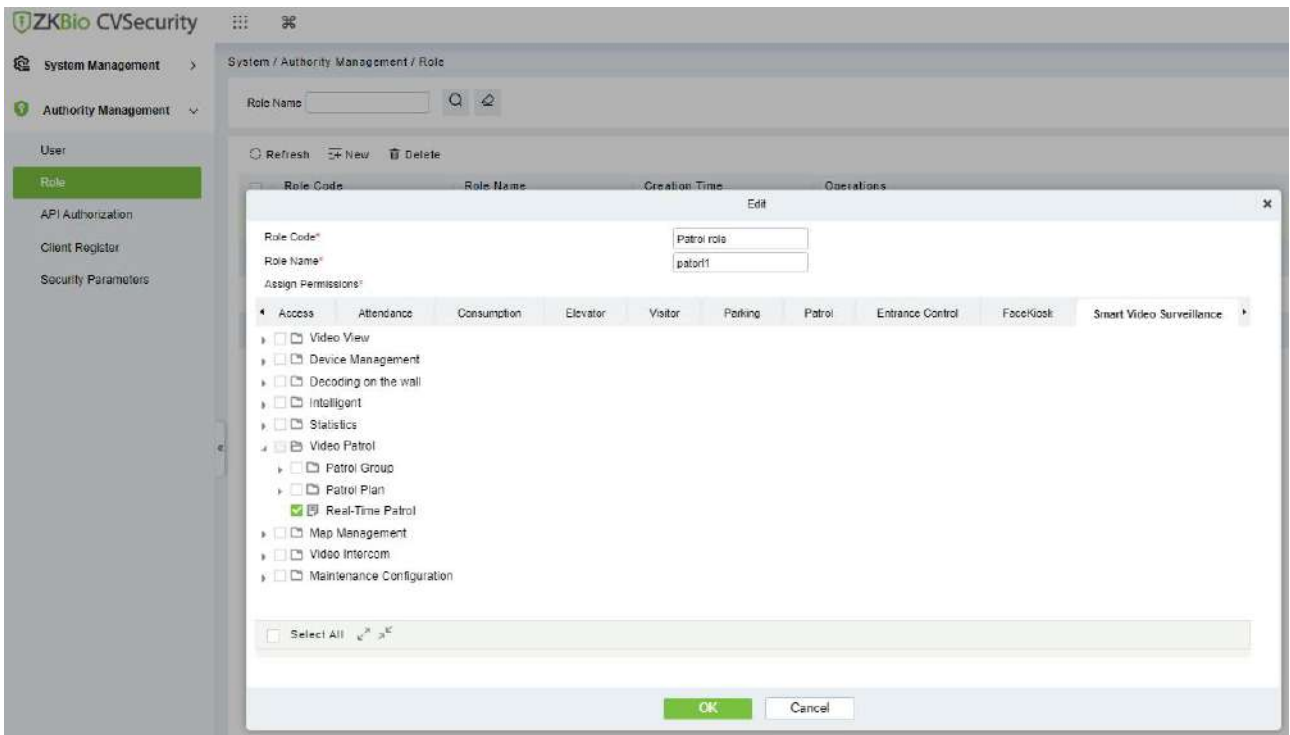 ZKBio CVSecurity
System Management
System / Authority Management / Role
Authority Management
Role Name
User
Refresh New Delete
Role
Role Code Role Name Creation Time Operations
API Authorization
Client Register
Security Parameters
Edit
Role Code* Patrol role
Role Name* patorl1
Assign Permissions*
Access Attendance Consumption Elevator Visitor Parking Patrol Entrance Control FaceKiosk Smart Video Surveillance
Video View
Device Management
Decoding on the wall
Intelligent
Statistics
Video Patrol
Patrol Group
Patrol Plan
Real-Time Patrol
Map Management
Video Intercom
Maintenance Configuration
Select All
OK Cancel